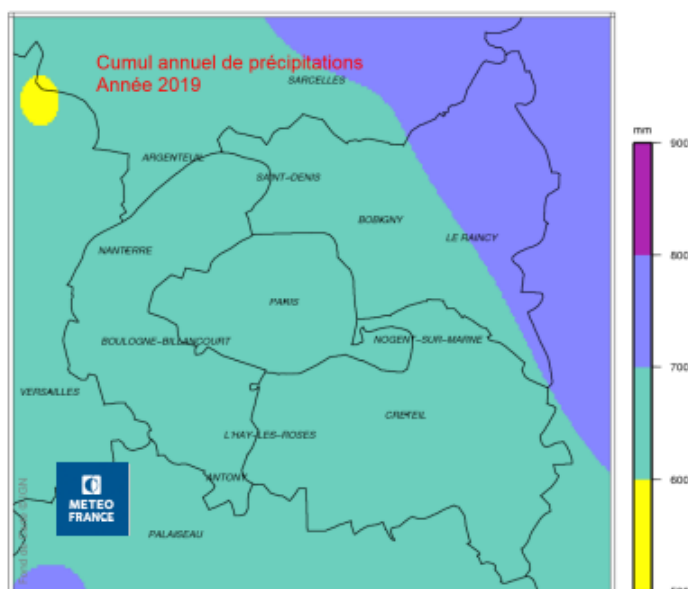 Cumul annuel de précipitations
Année 2019
SARCELLES
mm
900
ARGENTEUIL
SAINT-DENIS
BOBIGNY
LE RAINCY
NANTERRE
800
PARIS
BOULOGNE-BILLANCOURT
NOGENT-SUR-MARNE
700
VERSAILLES
CRETEIL
L'HAY-LES-ROSES
ANTONY
600
METEO
FRANCE
PALAISEAU
IGN